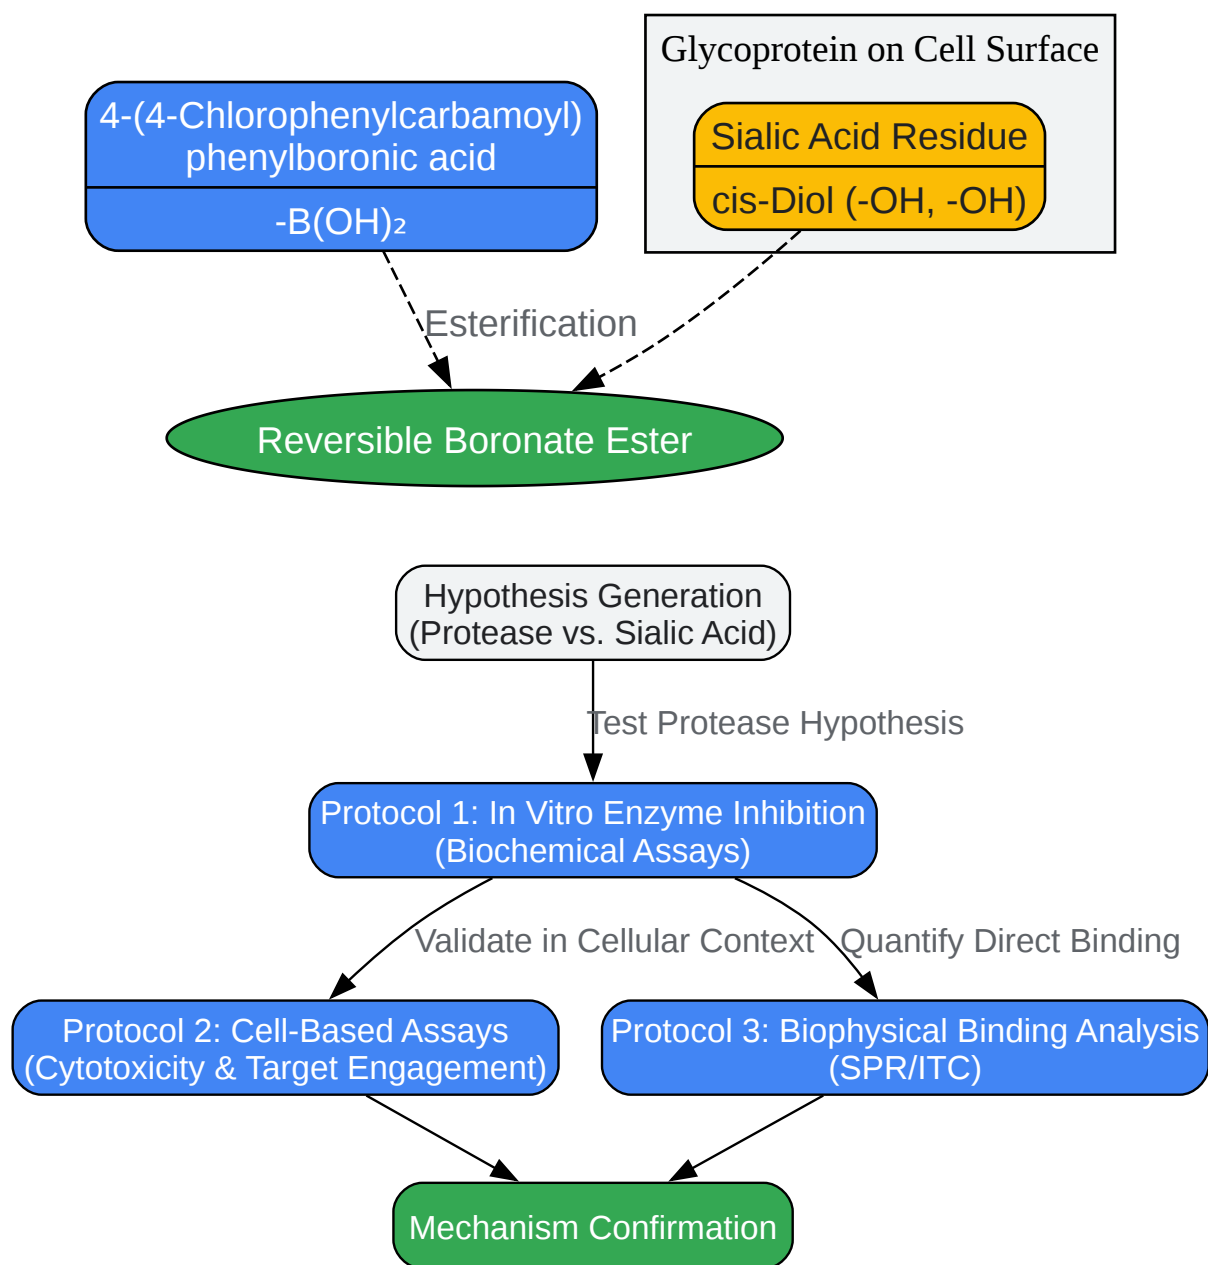 Glycoprotein on Cell Surface
4-(4-Chlorophenylcarbamoyl)
phenylboronic acid
-B(OH)₂
Sialic Acid Residue
cis-Diol (-OH, -OH)
Esterification
Reversible Boronate Ester
Hypothesis Generation
(Protease vs. Sialic Acid)
Test Protease Hypothesis
Protocol 1: In Vitro Enzyme Inhibition
(Biochemical Assays)
Validate in Cellular Context
Quantify Direct Binding
Protocol 2: Cell-Based Assays
(Cytotoxicity & Target Engagement)
Protocol 3: Biophysical Binding Analysis
(SPR/ITC)
Mechanism Confirmation